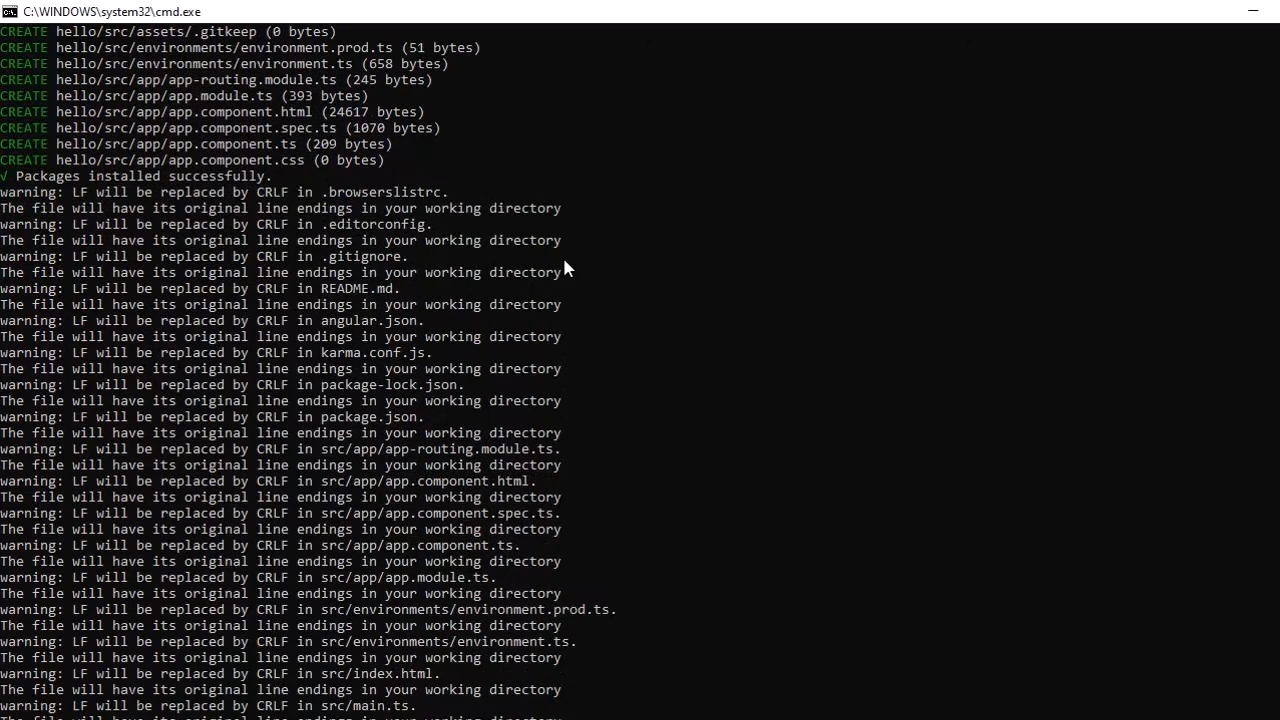 C:\WINDOWS\system32\cmd.exe
CREATE hello/src/assets/.gitkeep (0 bytes)
CREATE hello/src/environments/environment.prod.ts (51 bytes)
CREATE hello/src/environments/environment.ts (658 bytes)
CREATE hello/src/app/app-routing.module.ts (245 bytes)
CREATE hello/src/app/app.module.ts (393 bytes)
CREATE hello/src/app/app.component.html (24617 bytes)
CREATE hello/src/app/app.component.spec.ts (1070 bytes)
CREATE hello/src/app/app.component.ts (209 bytes)
CREATE hello/src/app/app.component.css (0 bytes)
√ Packages installed successfully.
warning: LF will be replaced by CRLF in .browserslistrc.
The file will have its original line endings in your working directory
warning: LF will be replaced by CRLF in .editorconfig.
The file will have its original line endings in your working directory
warning: LF will be replaced by CRLF in .gitignore.
The file will have its original line endings in your working directory
warning: LF will be replaced by CRLF in README.md.
The file will have its original line endings in your working directory
warning: LF will be replaced by CRLF in angular.json.
The file will have its original line endings in your working directory
warning: LF will be replaced by CRLF in karma.conf.js.
The file will have its original line endings in your working directory
warning: LF will be replaced by CRLF in package-lock.json.
The file will have its original line endings in your working directory
warning: LF will be replaced by CRLF in package.json.
The file will have its original line endings in your working directory
warning: LF will be replaced by CRLF in src/app/app-routing.module.ts.
The file will have its original line endings in your working directory
warning: LF will be replaced by CRLF in src/app/app.component.html.
The file will have its original line endings in your working directory
warning: LF will be replaced by CRLF in src/app/app.component.spec.ts.
The file will have its original line endings in your working directory
warning: LF will be replaced by CRLF in src/app/app.component.ts.
The file will have its original line endings in your working directory
warning: LF will be replaced by CRLF in src/app/app.module.ts.
The file will have its original line endings in your working directory
warning: LF will be replaced by CRLF in src/environments/environment.prod.ts.
The file will have its original line endings in your working directory
warning: LF will be replaced by CRLF in src/environments/environment.ts.
The file will have its original line endings in your working directory
warning: LF will be replaced by CRLF in src/index.html.
The file will have its original line endings in your working directory
warning: LF will be replaced by CRLF in src/main.ts.